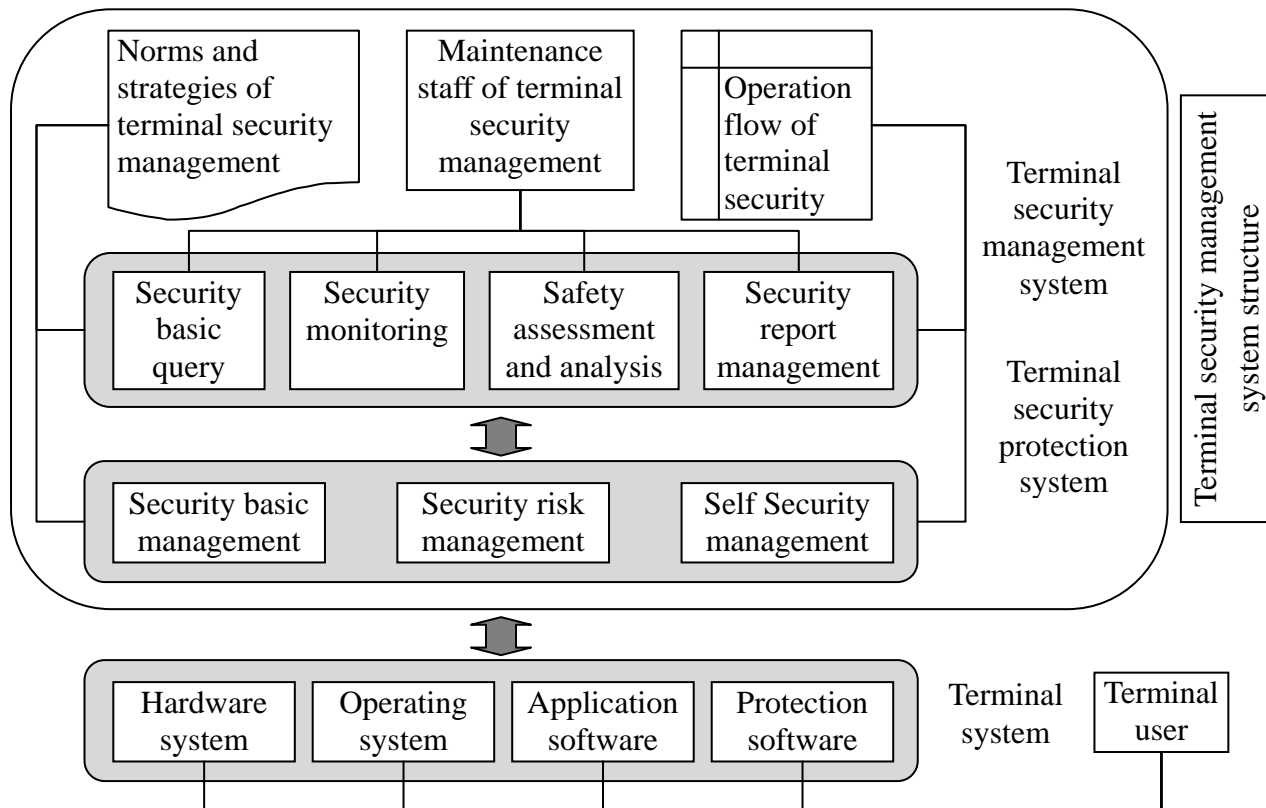 Norms and
strategies of
terminal security
management
Maintenance
staff of terminal
security
management
Operation
flow of
terminal
security
Terminal
security
management
system
Terminal security management
system structure
Security
basic
query
Security
monitoring
Safety
assessment
and analysis
Security
report
management
Terminal
security
protection
system
Security basic
management
Security risk
management
Self Security
management
Hardware
system
Operating
system
Application
software
Protection
software
Terminal
system
Terminal
user